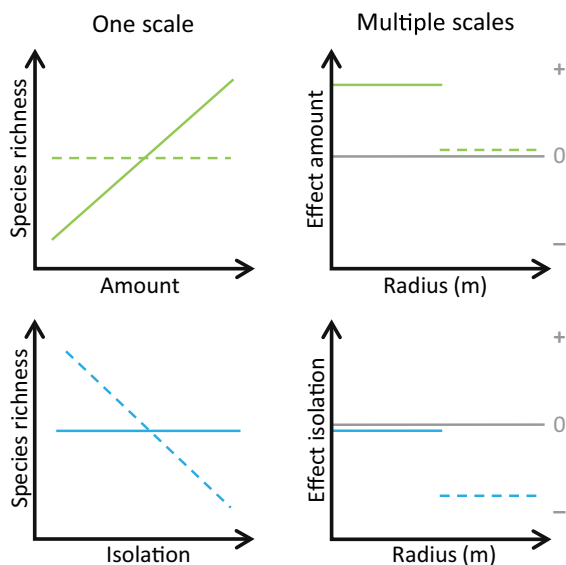 One scale
Multiple scales
Species richness
Amount
Effect amount
Radius (m)
+
0
−
Species richness
Isolation
Effect isolation
Radius (m)
+
0
−